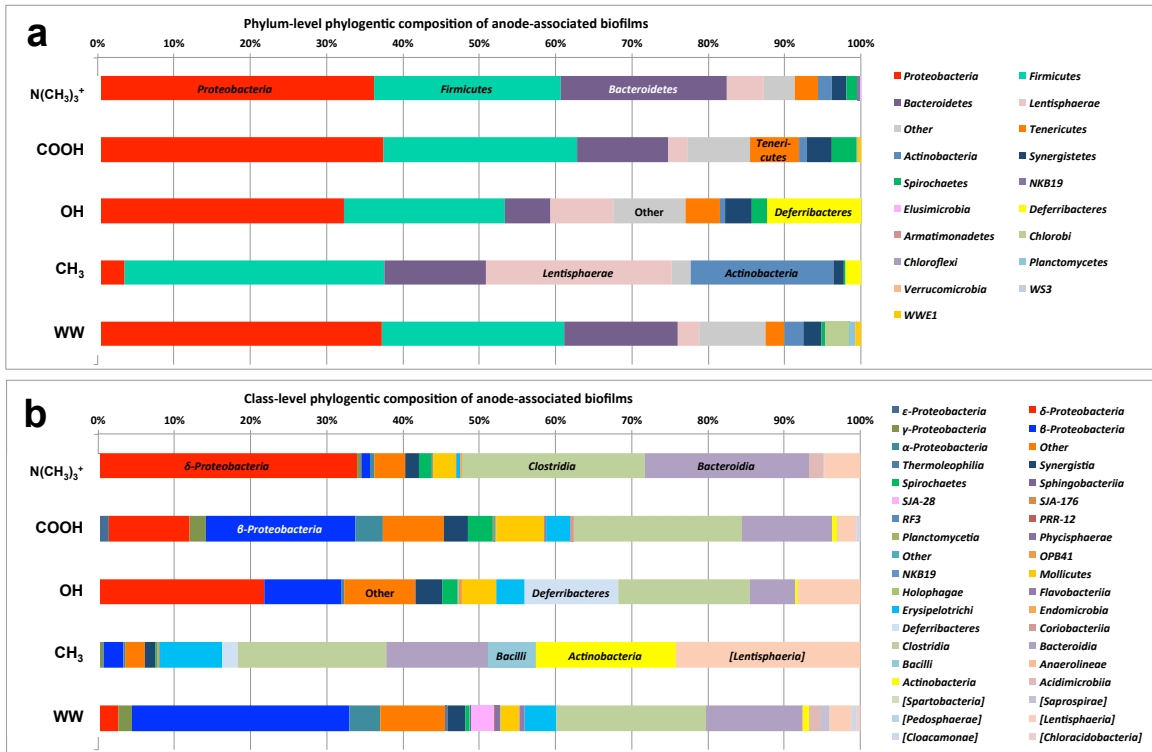 a
Phylum-level phylogentic composition of anode-associated biofilms
0% 10% 20% 30% 40% 50% 60% 70% 80% 90% 100%
N(CH₃)₃⁺
Proteobacteria Firmicutes Bacteroidetes
COOH
Teneri-
cutes
OH
Other Deferribacteres
CH₃
Lentisphaerae Actinobacteria
WW
Proteobacteria Firmicutes
Bacteroidetes Lentisphaerae
Other Tenericutes
Actinobacteria Synergistetes
Spirochaetes NKB19
Elusimicrobia Deferribacteres
Armatimonadetes Chlorobi
Chloroflexi Planctomycetes
Verrucomicrobia WS3
WWE1
b
Class-level phylogentic composition of anode-associated biofilms
0% 10% 20% 30% 40% 50% 60% 70% 80% 90% 100%
N(CH₃)₃⁺
δ-Proteobacteria Clostridia Bacteroidia
COOH
β-Proteobacteria
OH
Other Deferribacteres
CH₃
Bacilli Actinobacteria [Lentisphaeria]
WW
ε-Proteobacteria δ-Proteobacteria
γ-Proteobacteria β-Proteobacteria
α-Proteobacteria Other
Thermoleophilia Synergistia
Spirochaetes Sphingobacteriia
SJA-28 SJA-176
RF3 PRR-12
Planctomycetia Phycisphaerae
Other OPB41
NKB19 Mollicutes
Holophagae Flavobacteriia
Erysipelotrichi Endomicrobia
Deferribacteres Coriobacteriia
Clostridia Bacteroidia
Bacilli Anaerolineae
Actinobacteria Acidimicrobiia
[Spartobacteria] [Saprospirae]
[Pedosphaerae] [Lentisphaeria]
[Cloacamonae] [Chloracidobacteria]